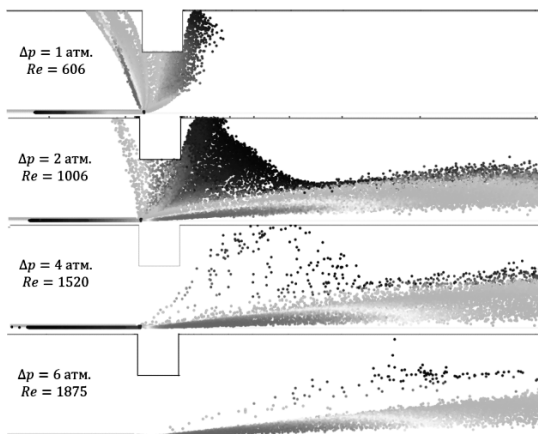 Δp = 1 атм.
Re = 606
Δp = 2 атм.
Re = 1006
Δp = 4 атм.
Re = 1520
Δp = 6 атм.
Re = 1875